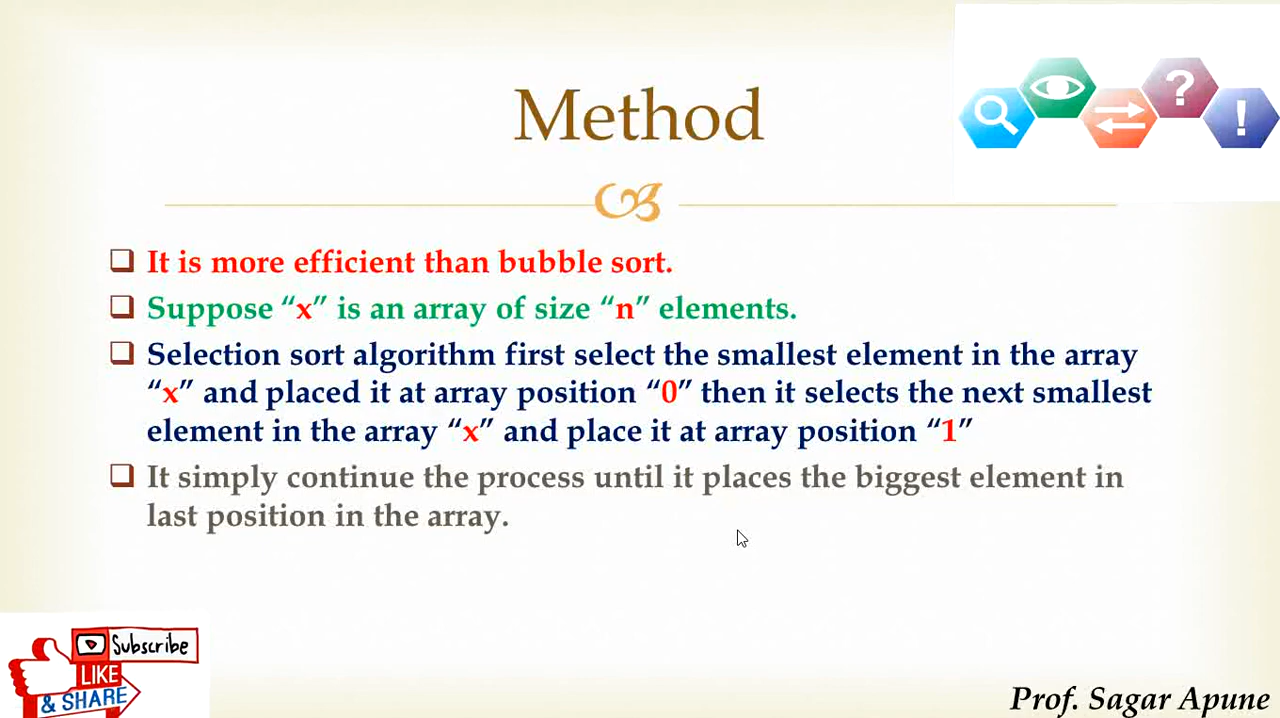 Method
It is more efficient than bubble sort.
Suppose “x” is an array of size “n” elements.
Selection sort algorithm first select the smallest element in the array
“x” and placed it at array position “0” then it selects the next smallest
element in the array “x” and place it at array position “1”
It simply continue the process until it places the biggest element in
last position in the array.
Subscribe
LIKE
& SHARE
Prof. Sagar Apune